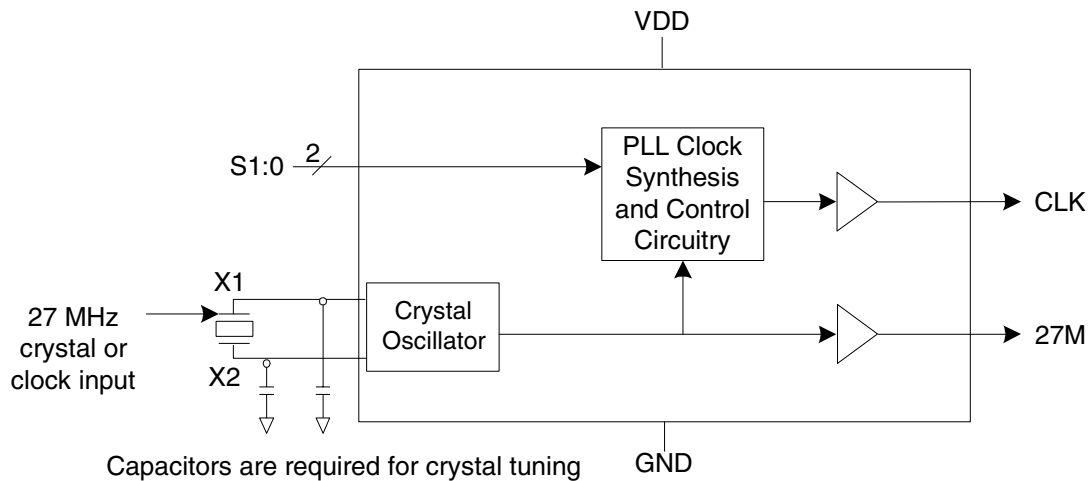 VDD
S1:0
2
PLL Clock
Synthesis
and Control
Circuitry
CLK
X1
27 MHz
crystal or
clock input
X2
Crystal
Oscillator
27M
Capacitors are required for crystal tuning
GND